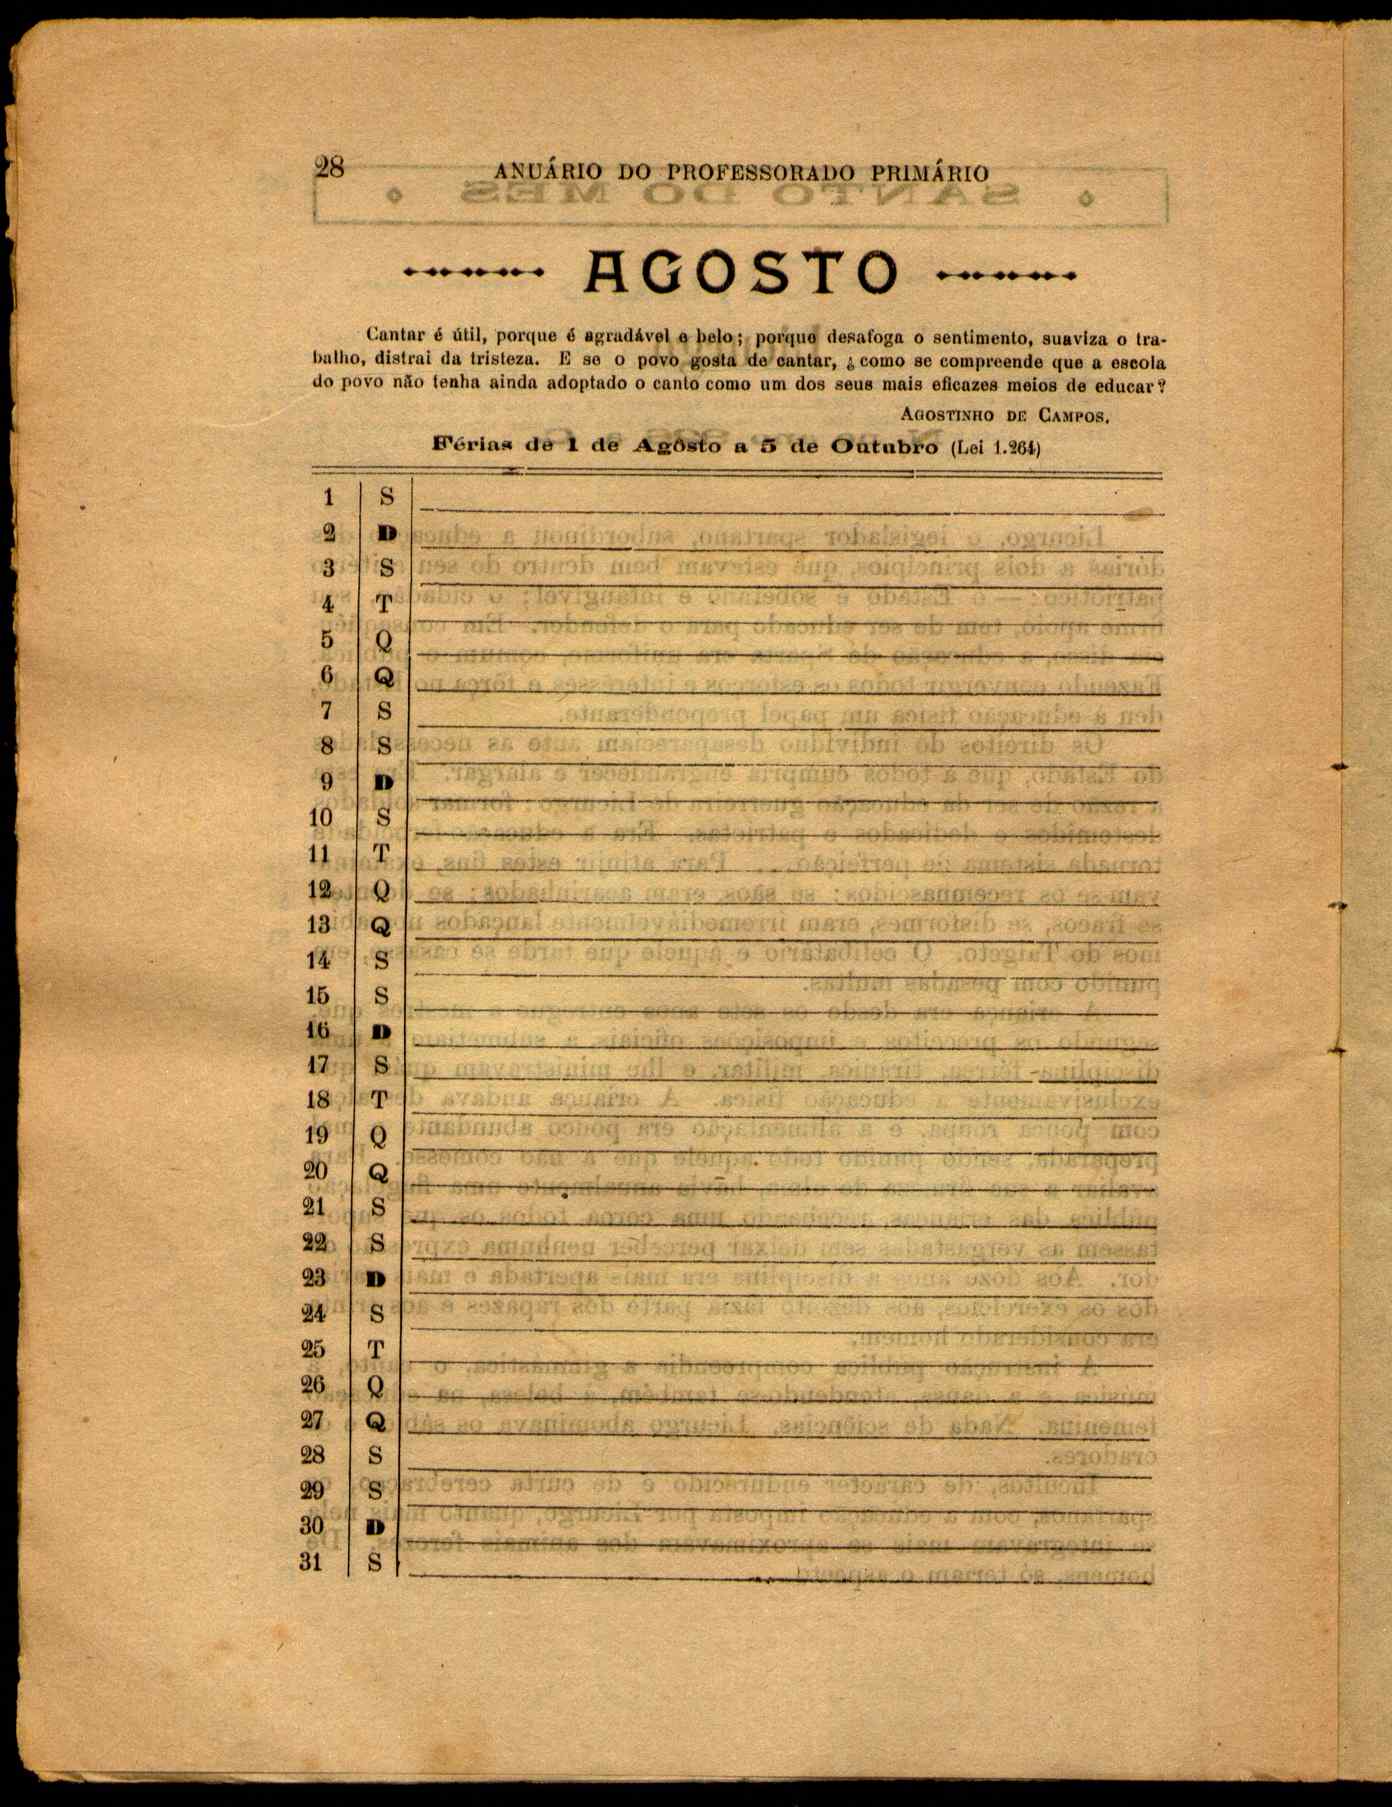 28 ANUÁRIO DO PROFESSORADO PRIMÁRIO
AGOSTO
Cantar é útil, porque é agradável e belo; porque desafoga o sentimento, suaviza o tra-
balho, distrai da tristeza. E se o povo gosta de cantar, ¿ como se compreende que a escola
do povo não tenha ainda adoptado o canto como um dos seus mais eficazes meios de educar?
AGOSTINHO DE CAMPOS.
Férias de 1 de Agôsto a 5 de Outubro (Lei 1.264)
1 S
2 D
3 S
4 T
5 Q
6 Q
7 S
8 S
9 D
10 S
11 T
12 Q
13 Q
14 S
15 S
16 D
17 S
18 T
19 Q
20 Q
21 S
22 S
23 D
24 S
25 T
26 Q
27 Q
28 S
29 S
30 D
31 S